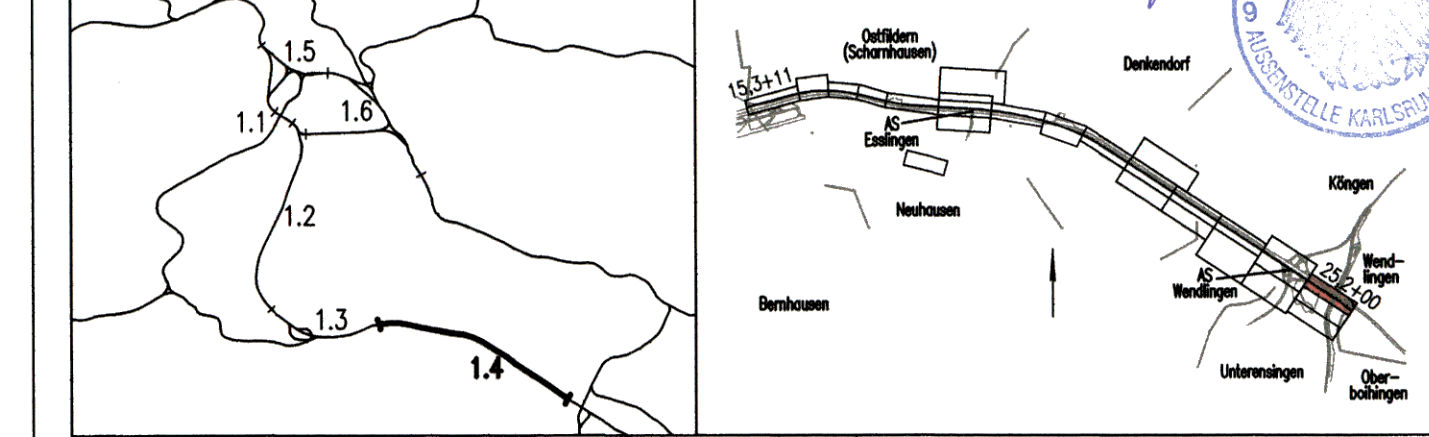 1.5
1.6
1.1
1.2
1.3
1.4
15,3+11
Ostfildern
(Scharnhausen)
Denkendorf
AS
Esslingen
Neuhausen
Bernhausen
Köngen
Wend-
lingen
AS
Wendlingen
25,2+00
Unterensingen
Ober-
boihingen
9 AUSSENSTELLE